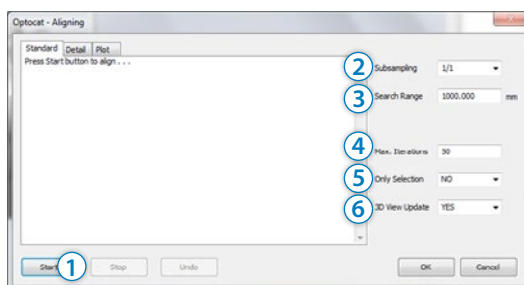 Optocat - Aligning
Standard Detail Plot
Press Start button to align . . .
2 Subsampling 1/1
3 Search Range 1000.000 mm
4 Max. Iterations 50
5 Only Selection NO
6 3D View Update YES
Start 1 Stop Undo OK Cancel